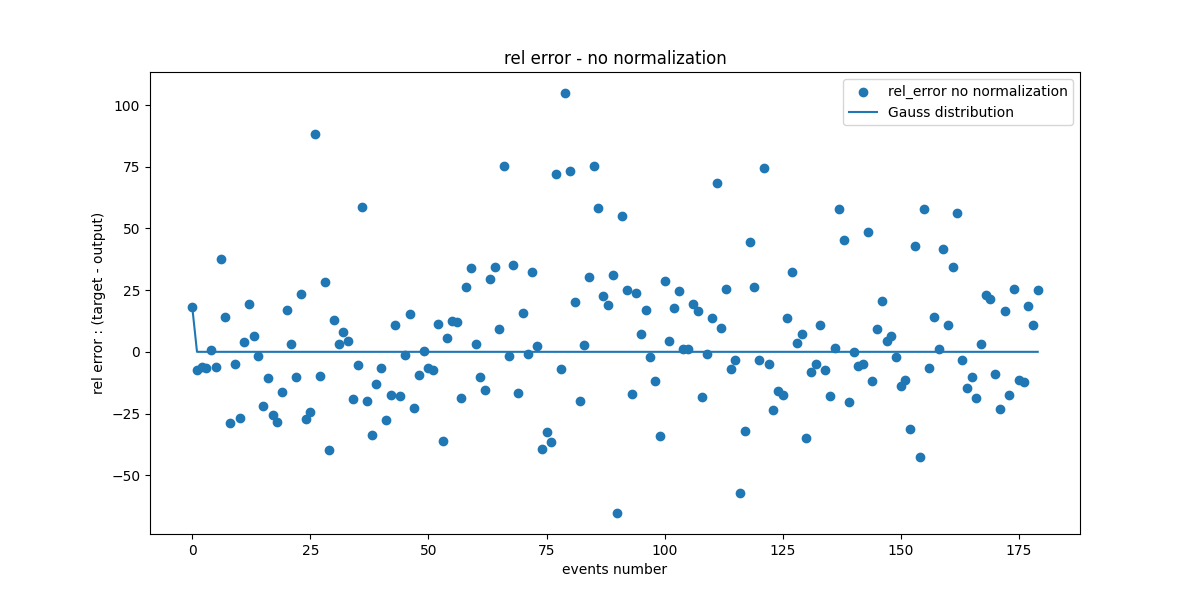 rel error - no normalization
rel_error no normalization
Gauss distribution
100
75
50
25
0
−25
−50
rel error : (target - output)
0 25 50 75 100 125 150 175
events number